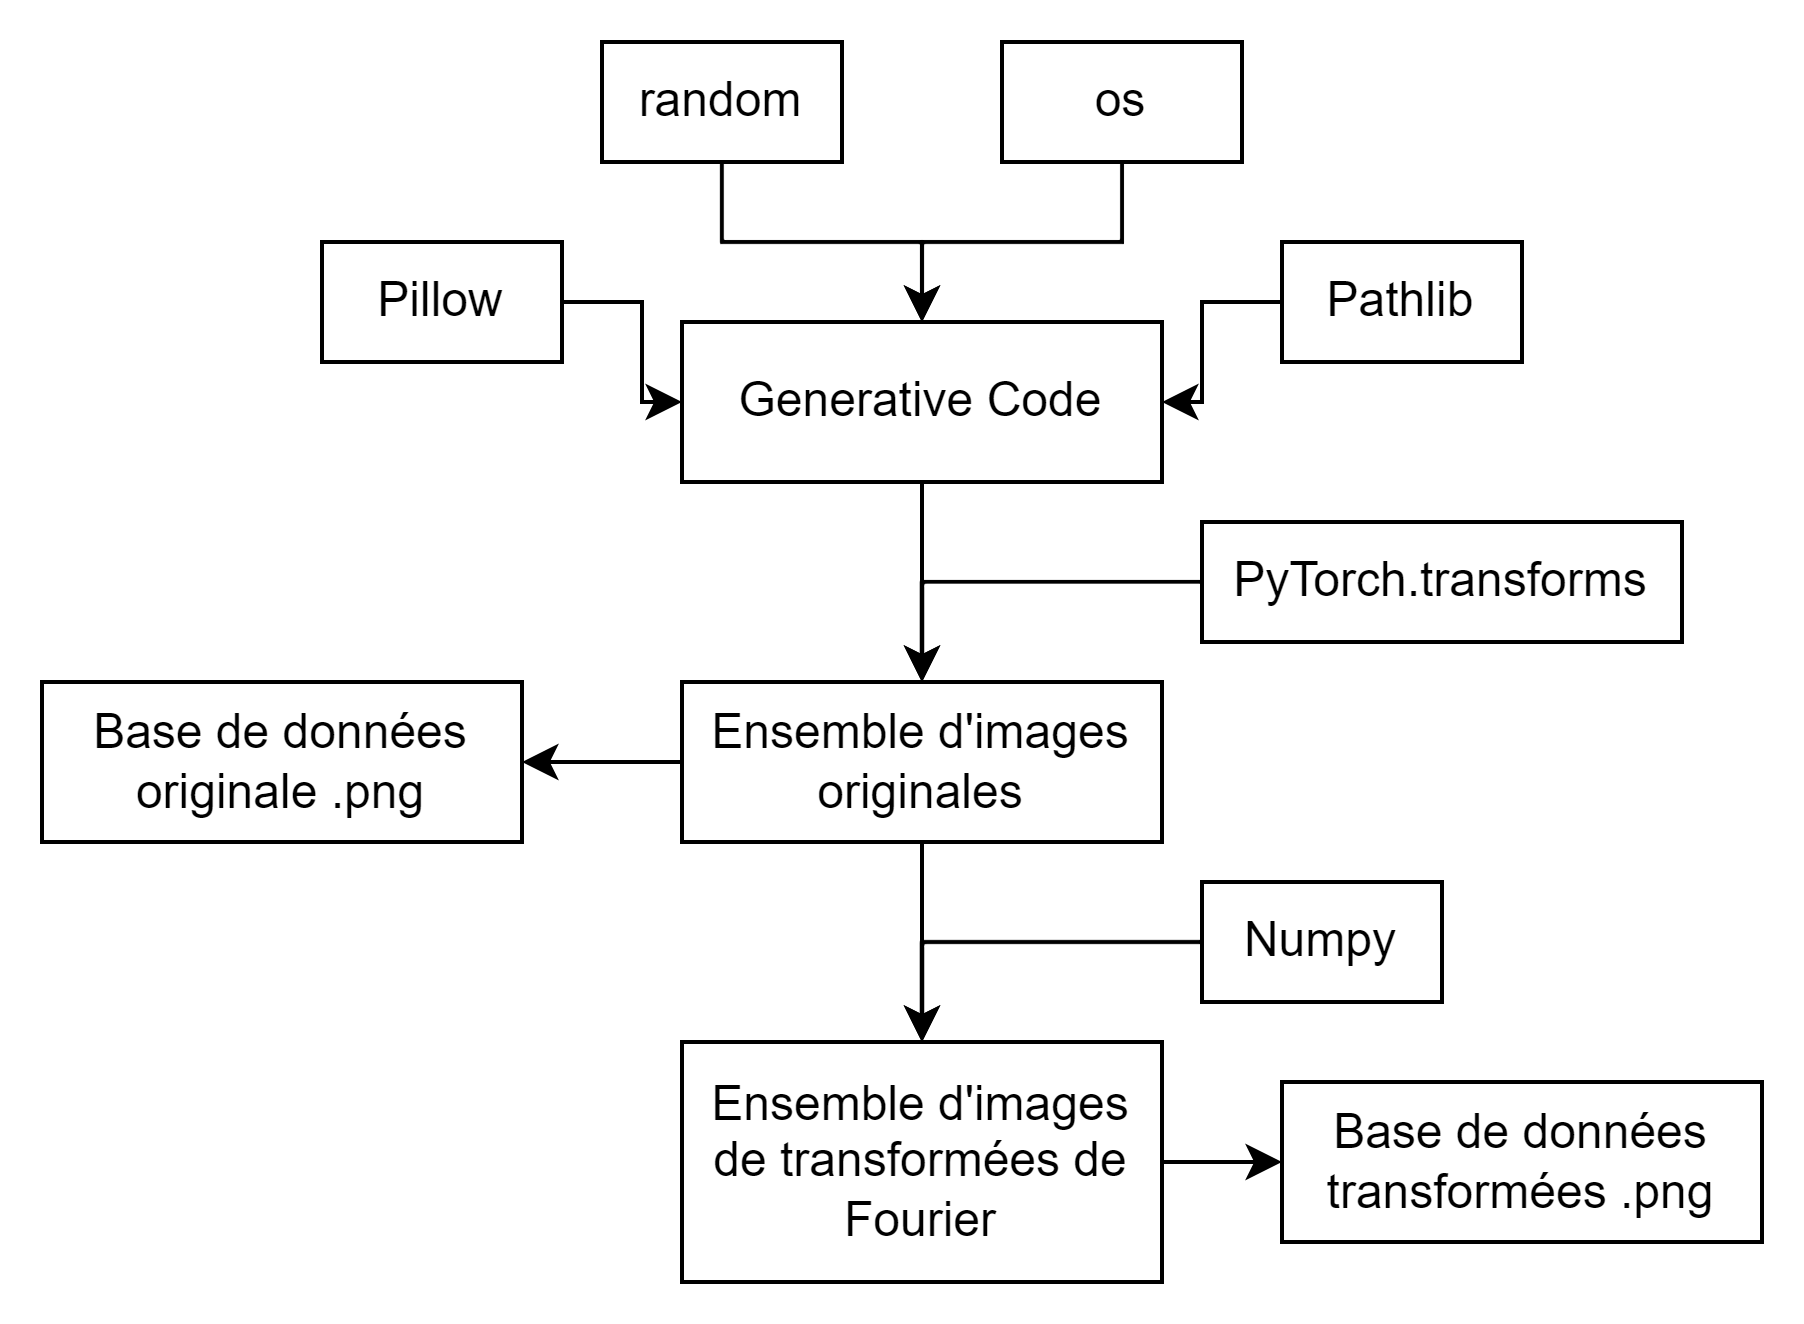 random
os
Pillow
Pathlib
Generative Code
PyTorch.transforms
Base de données
originale .png
Ensemble d'images
originales
Numpy
Ensemble d'images
de transformées de
Fourier
Base de données
transformées .png